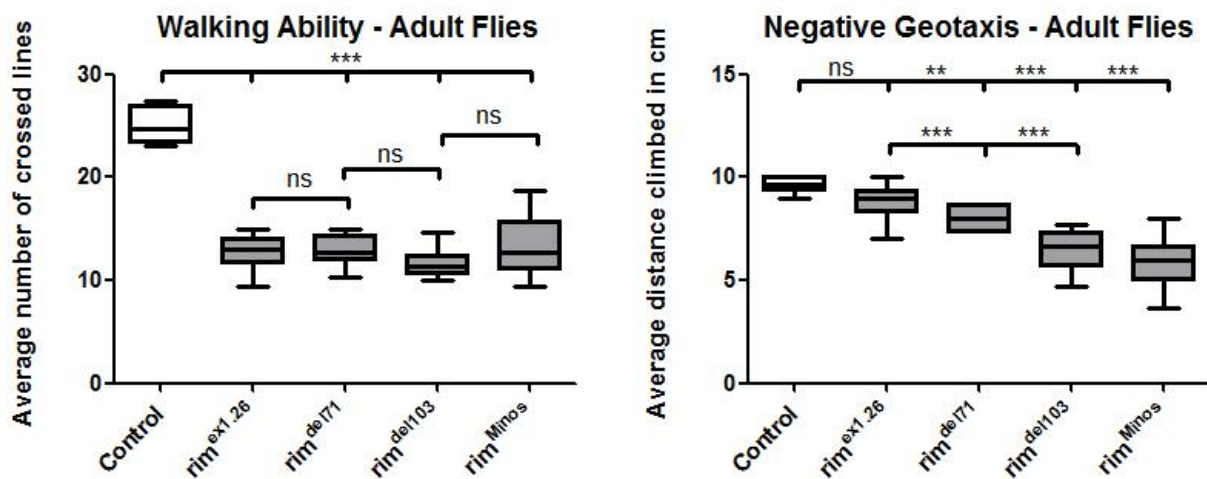 Walking Ability - Adult Flies
Average number of crossed lines
30
20
10
0
***
ns
ns
ns
Control
rim^ex1.26
rim^del71
rim^del103
rim^Minos
Negative Geotaxis - Adult Flies
Average distance climbed in cm
15
10
5
0
ns
**
***
***
***
***
Control
rim^ex1.26
rim^del71
rim^del103
rim^Minos